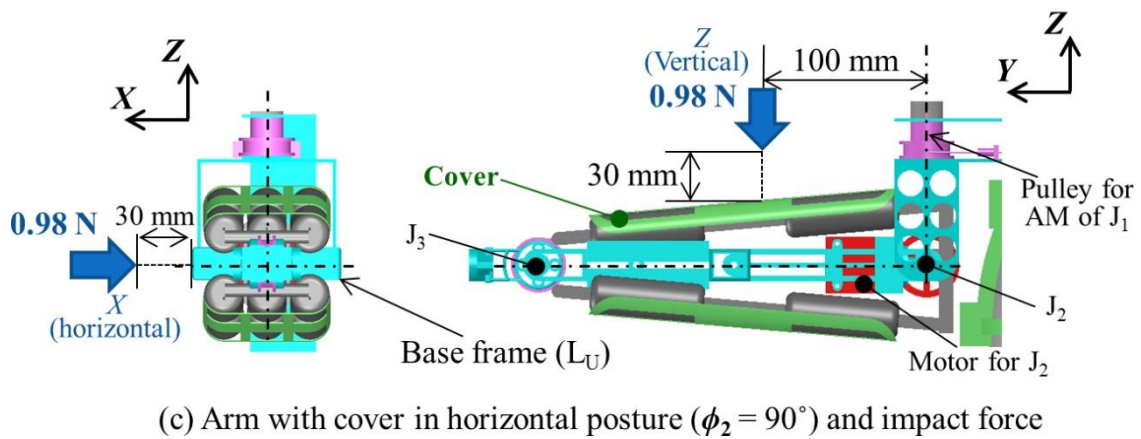 Z
X
0.98 N
30 mm
X
(horizontal)
Base frame (L_U)
Z
(Vertical)
0.98 N
100 mm
Z
Y
30 mm
Cover
J₃
Pulley for
AM of J₁
J₂
Motor for
J₂
(c) Arm with cover in horizontal posture (ϕ₂ = 90°) and impact force